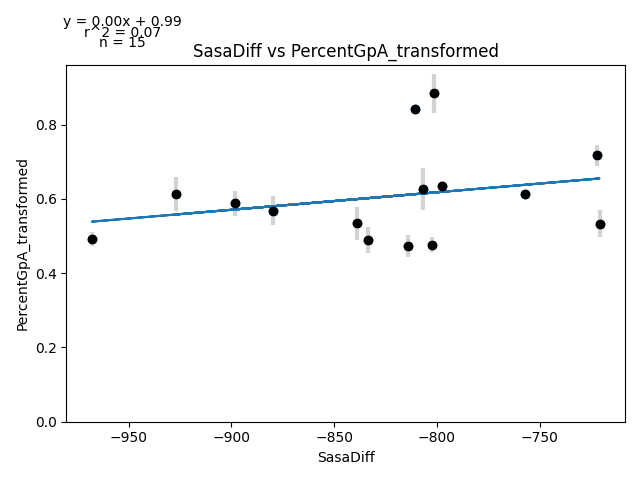 y = 0.00x + 0.99
r^2 = 0.07
n = 15
SasaDiff vs PercentGpA_transformed
PercentGpA_transformed
0.8
0.6
0.4
0.2
0.0
−950
−900
−850
−800
−750
SasaDiff